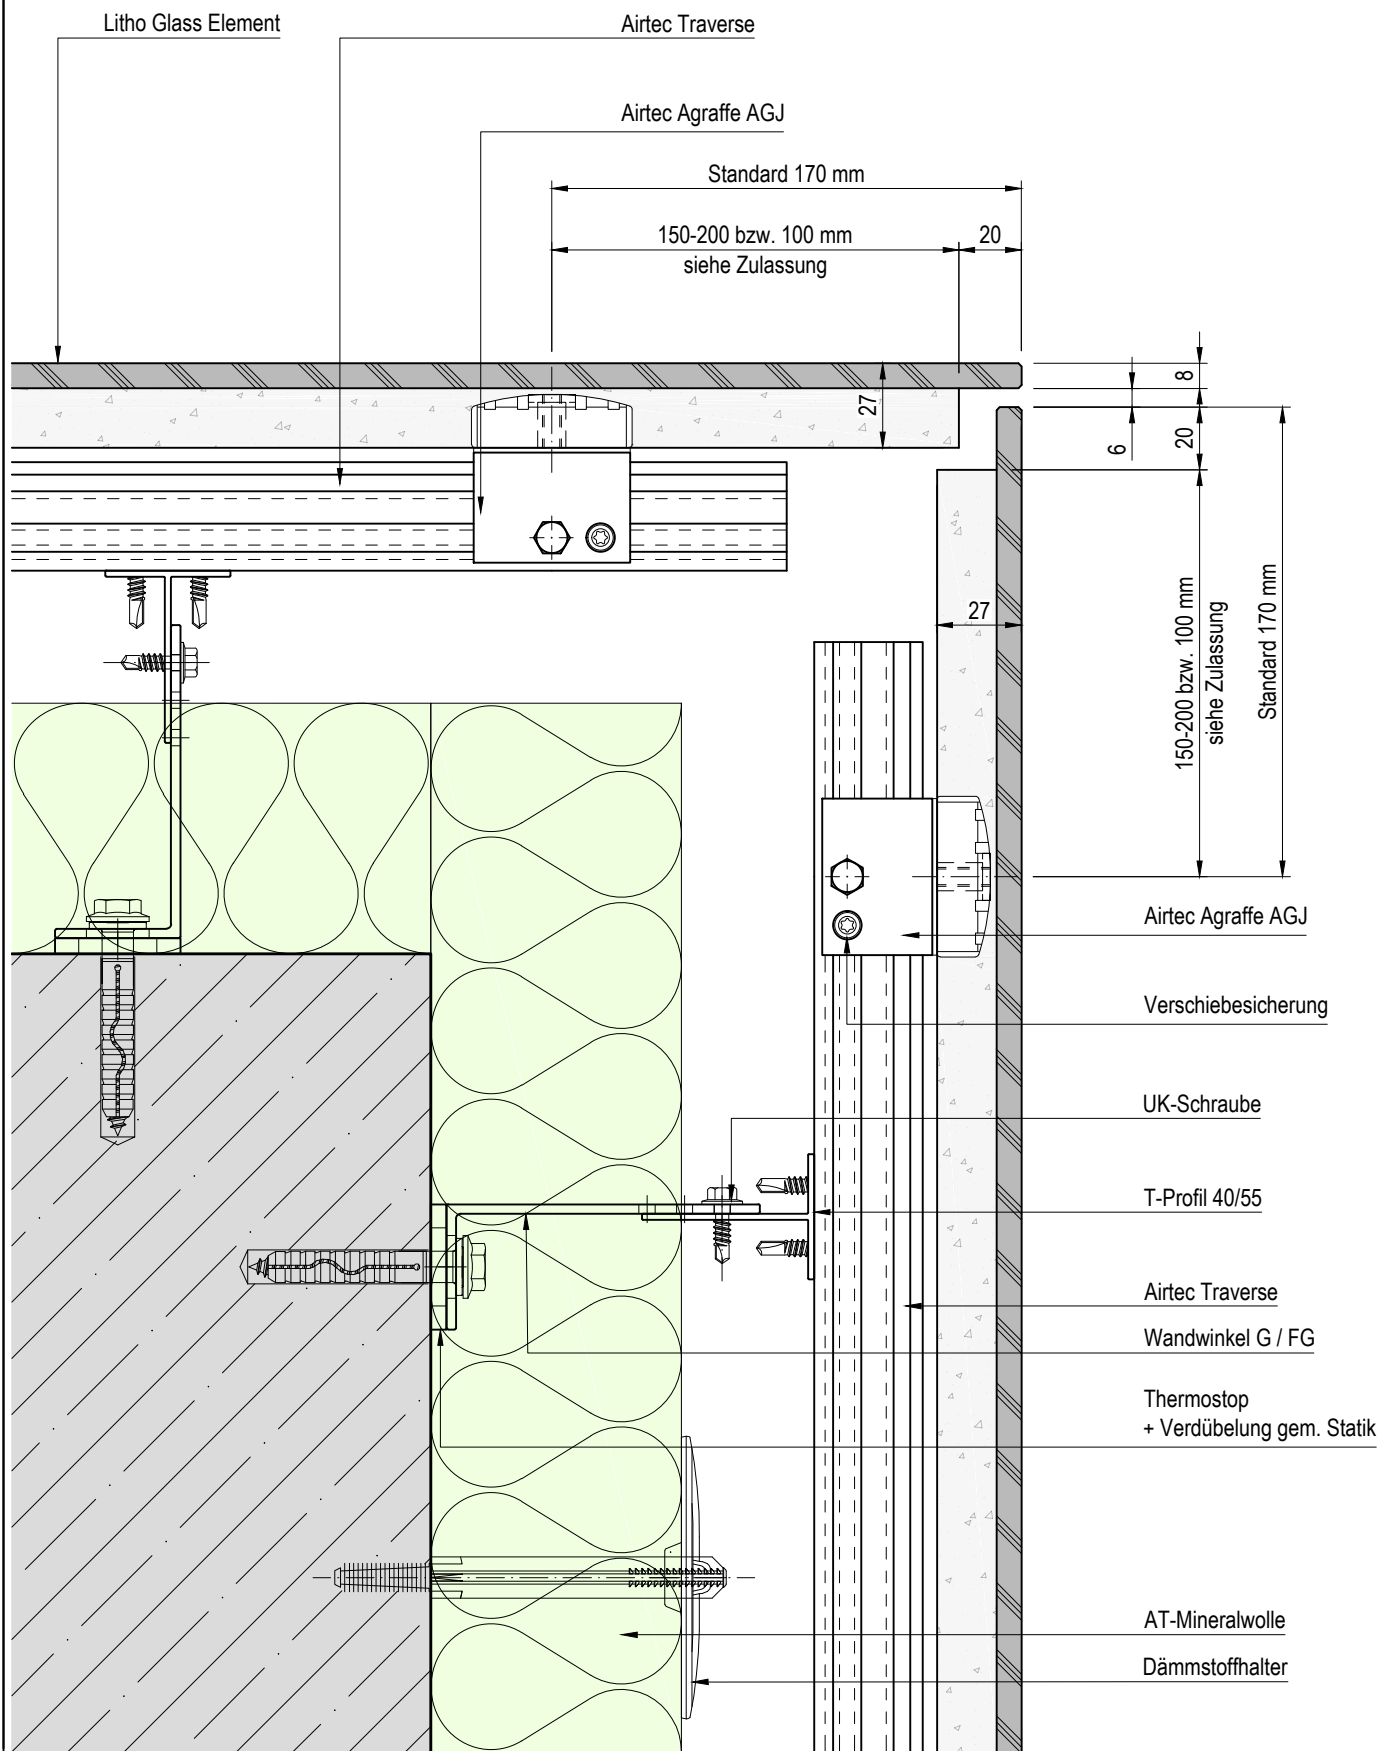 Litho Glass Element
Airtec Traverse
Airtec Agraffe AGJ
Standard 170 mm
150-200 bzw. 100 mm
20
siehe Zulassung
8
27
6
20
27
150-200 bzw. 100 mm
siehe Zulassung
Standard 170 mm
Airtec Agraffe AGJ
Verschiebesicherung
UK-Schraube
T-Profil 40/55
Airtec Traverse
Wandwinkel G / FG
Thermostop
+ Verdübelung gem. Statik
AT-Mineralwolle
Dämmstoffhalter